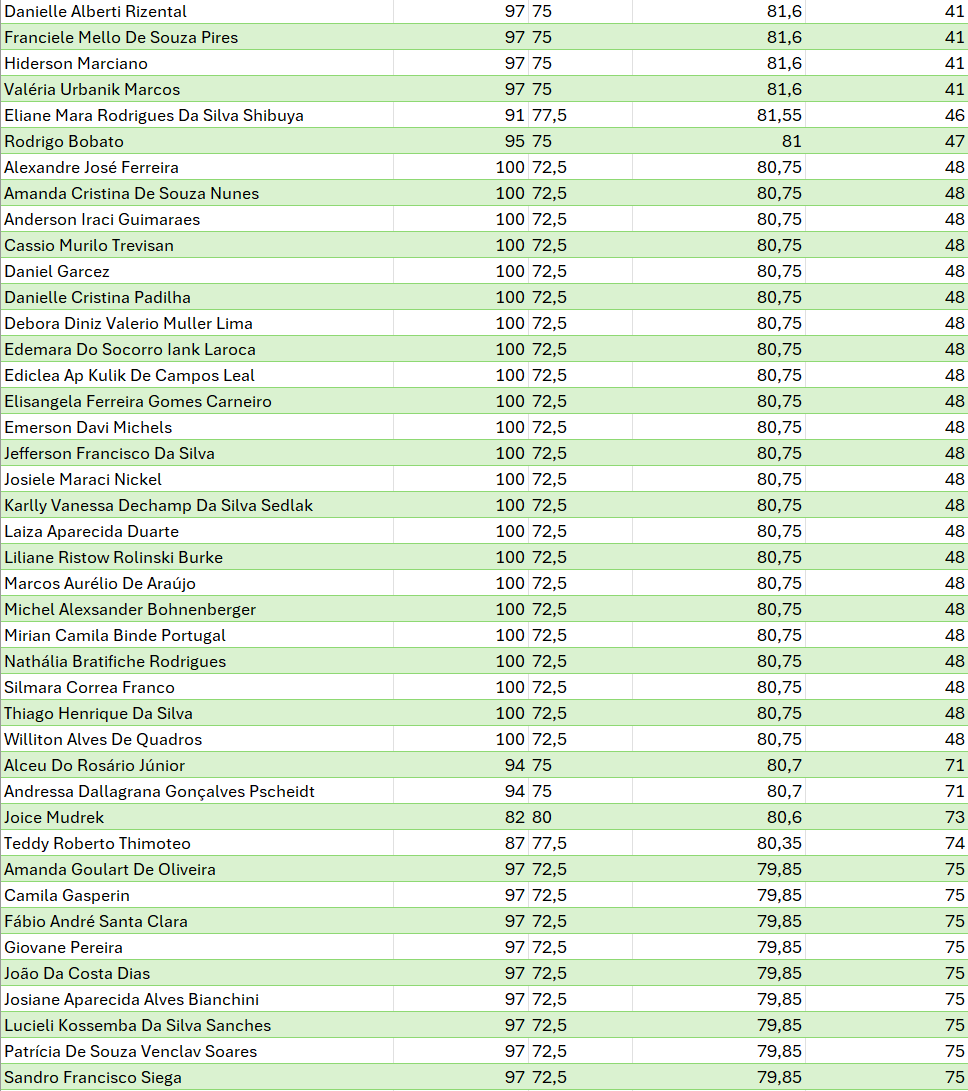 Danielle Alberti Rizental 97 75 81,6 41
Franciele Mello De Souza Pires 97 75 81,6 41
Hiderson Marciano 97 75 81,6 41
Valéria Urbanik Marcos 97 75 81,6 41
Eliane Mara Rodrigues Da Silva Shibuya 91 77,5 81,55 46
Rodrigo Bobato 95 75 81 47
Alexandre José Ferreira 100 72,5 80,75 48
Amanda Cristina De Souza Nunes 100 72,5 80,75 48
Anderson Iraci Guimaraes 100 72,5 80,75 48
Cassio Murilo Trevisan 100 72,5 80,75 48
Daniel Garcez 100 72,5 80,75 48
Danielle Cristina Padilha 100 72,5 80,75 48
Debora Diniz Valerio Muller Lima 100 72,5 80,75 48
Edemara Do Socorro Iank Laroca 100 72,5 80,75 48
Ediclea Ap Kulik De Campos Leal 100 72,5 80,75 48
Elisangela Ferreira Gomes Carneiro 100 72,5 80,75 48
Emerson Davi Michels 100 72,5 80,75 48
Jefferson Francisco Da Silva 100 72,5 80,75 48
Josiele Maraci Nickel 100 72,5 80,75 48
Karlly Vanessa Dechamp Da Silva Sedlak 100 72,5 80,75 48
Laiza Aparecida Duarte 100 72,5 80,75 48
Liliane Ristow Rolinski Burke 100 72,5 80,75 48
Marcos Aurélio De Araújo 100 72,5 80,75 48
Michel Alexsander Bohnenberger 100 72,5 80,75 48
Mirian Camila Binde Portugal 100 72,5 80,75 48
Nathália Bratifiche Rodrigues 100 72,5 80,75 48
Silmara Correa Franco 100 72,5 80,75 48
Thiago Henrique Da Silva 100 72,5 80,75 48
Williton Alves De Quadros 100 72,5 80,75 48
Alceu Do Rosário Júnior 94 75 80,7 71
Andressa Dallagrana Gonçalves Pscheidt 94 75 80,7 71
Joice Mudrek 82 80 80,6 73
Teddy Roberto Thimoteo 87 77,5 80,35 74
Amanda Goulart De Oliveira 97 72,5 79,85 75
Camila Gasperin 97 72,5 79,85 75
Fábio André Santa Clara 97 72,5 79,85 75
Giovane Pereira 97 72,5 79,85 75
João Da Costa Dias 97 72,5 79,85 75
Josiane Aparecida Alves Bianchini 97 72,5 79,85 75
Lucieli Kossemba Da Silva Sanches 97 72,5 79,85 75
Patrícia De Souza Venclav Soares 97 72,5 79,85 75
Sandro Francisco Siega 97 72,5 79,85 75